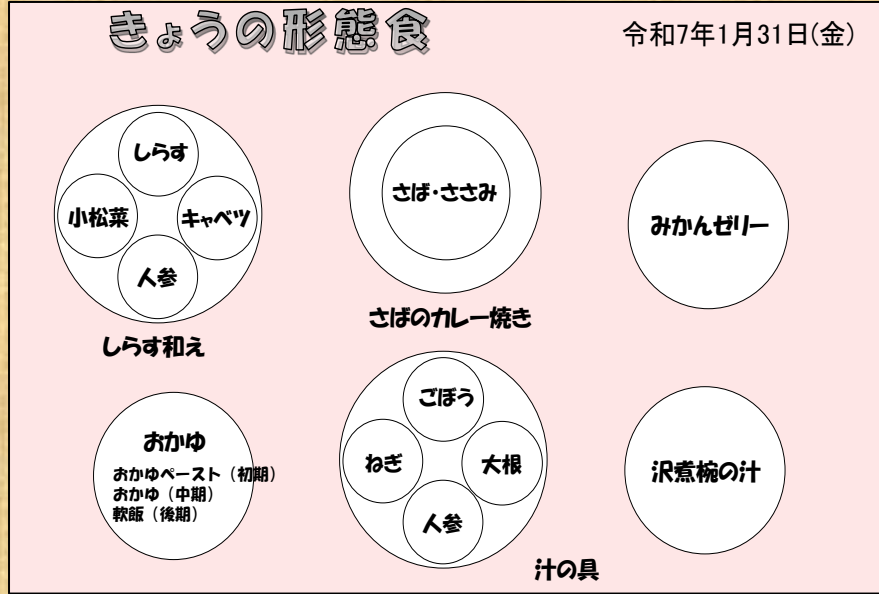 きょうの形態食
令和7年1月31日(金)
しらす
小松菜
キャベツ
人参
しらす和え
さば・ささみ
さばのカレー焼き
みかんゼリー
おかゆ
おかゆペースト（初期）
おかゆ（中期）
軟飯（後期）
ごぼう
ねぎ
大根
人参
汁の具
沢煮椀の汁